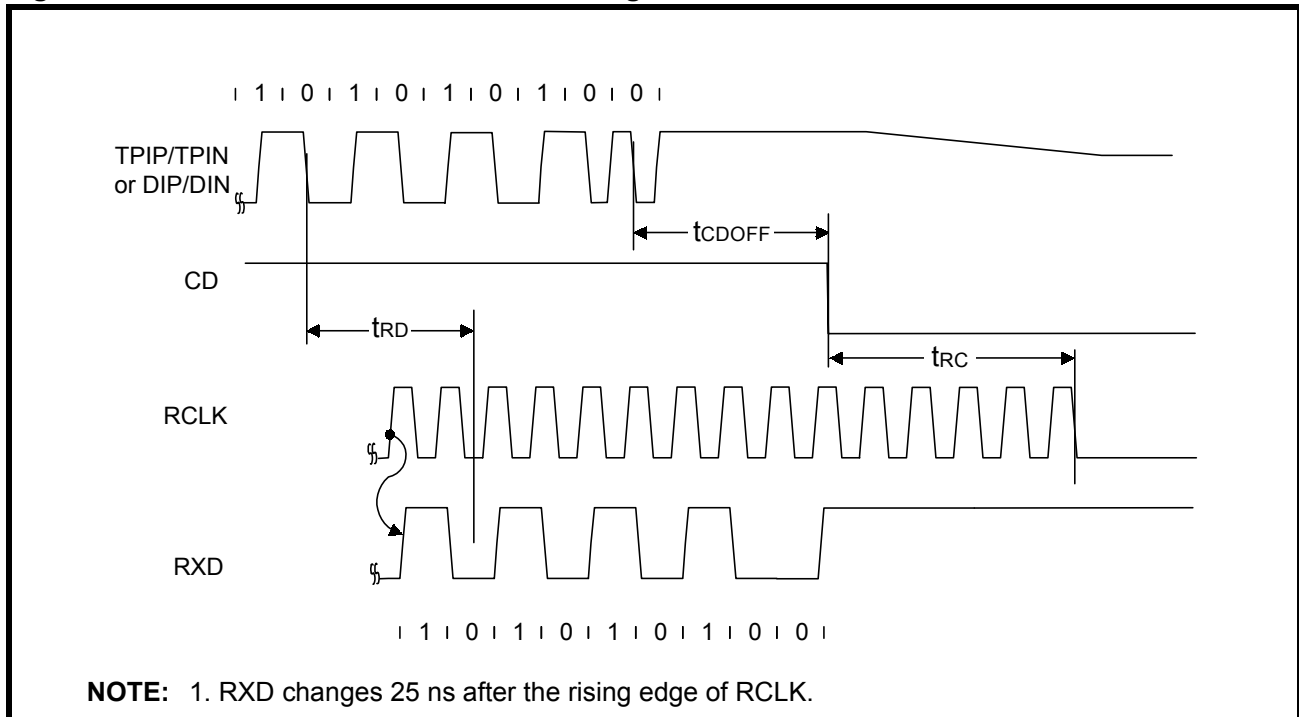 1 0 1 0 1 0 1 0 0
TPIP/TPIN
or DIP/DIN
tCDOFF
CD
tRD
tRC
RCLK
RXD
1 0 1 0 1 0 1 0 0
NOTE: 1. RXD changes 25 ns after the rising edge of RCLK.